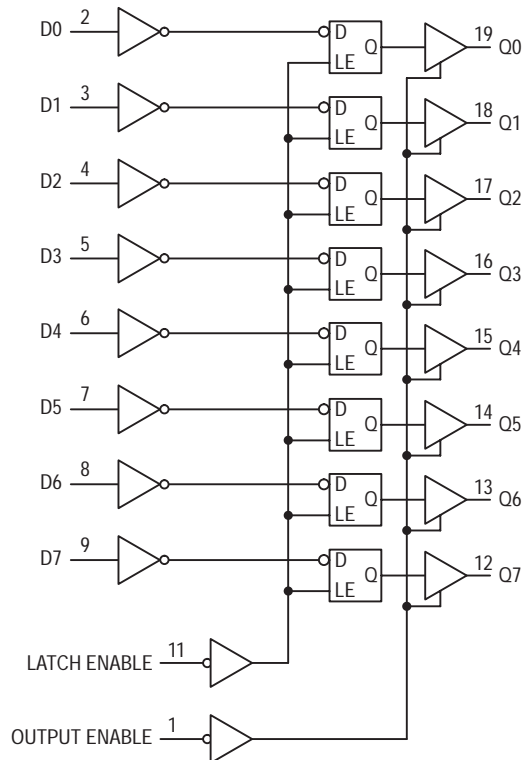 D0 2 D Q LE 19 Q0
D1 3 D Q LE 18 Q1
D2 4 D Q LE 17 Q2
D3 5 D Q LE 16 Q3
D4 6 D Q LE 15 Q4
D5 7 D Q LE 14 Q5
D6 8 D Q LE 13 Q6
D7 9 D Q LE 12 Q7
LATCH ENABLE 11
OUTPUT ENABLE 1